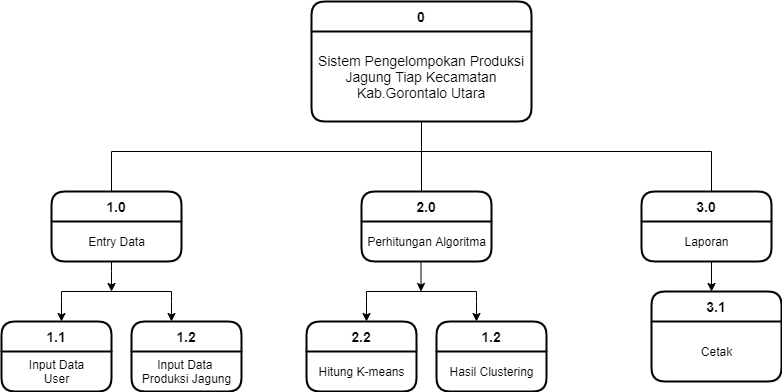 0
Sistem Pengelompokan Produksi
Jagung Tiap Kecamatan
Kab.Gorontalo Utara
1.0
Entry Data
2.0
Perhitungan Algoritma
3.0
Laporan
1.1
Input Data
User
1.2
Input Data
Produksi Jagung
2.2
Hitung K-means
1.2
Hasil Clustering
3.1
Cetak